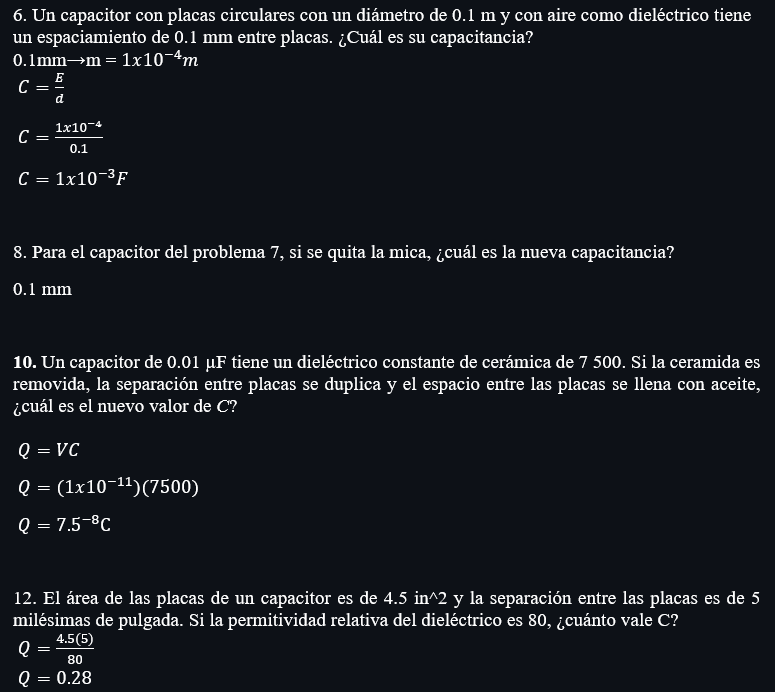 6. Un capacitor con placas circulares con un diámetro de 0.1 m y con aire como dieléctrico tiene
un espaciamiento de 0.1 mm entre placas. ¿Cuál es su capacitancia?
0.1mm→m = 1x10⁻⁴m
C = E/d
C = 1x10⁻⁴/0.1
C = 1x10⁻³F
8. Para el capacitor del problema 7, si se quita la mica, ¿cuál es la nueva capacitancia?
0.1 mm
10. Un capacitor de 0.01 µF tiene un dieléctrico constante de cerámica de 7 500. Si la ceramida es
removida, la separación entre placas se duplica y el espacio entre las placas se llena con aceite,
¿cuál es el nuevo valor de C?
Q = VC
Q = (1x10⁻¹¹)(7500)
Q = 7.5⁻⁸C
12. El área de las placas de un capacitor es de 4.5 in^2 y la separación entre las placas es de 5
milésimas de pulgada. Si la permitividad relativa del dieléctrico es 80, ¿cuánto vale C?
Q = 4.5(5)/80
Q = 0.28